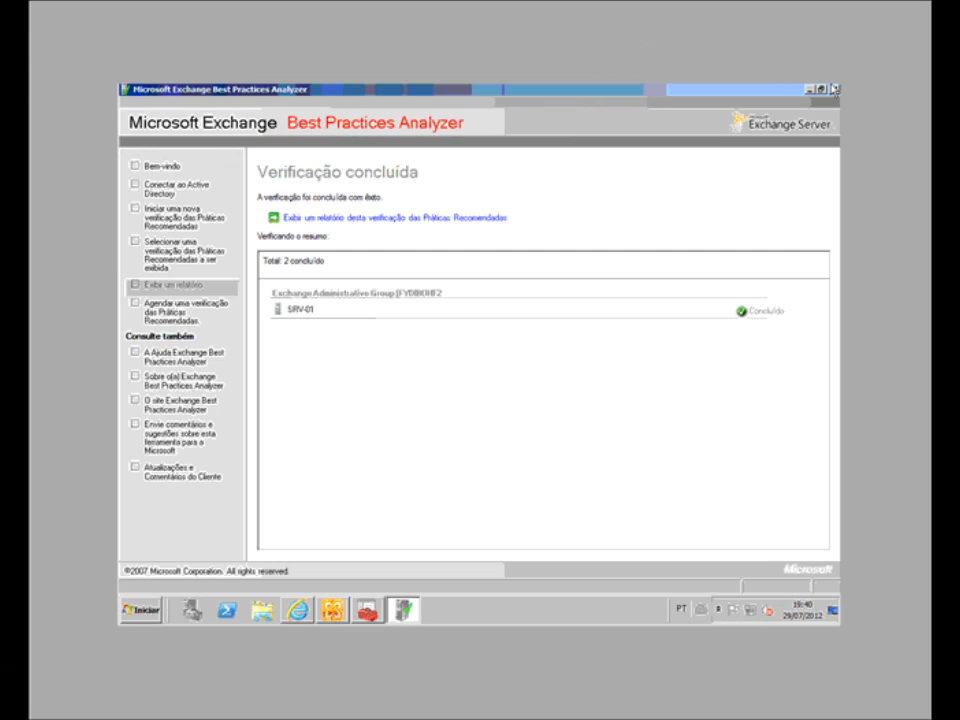 Microsoft Exchange Best Practices Analyzer
Microsoft Exchange Best Practices Analyzer
Exchange Server
Bem-vindo
Conectar ao Active
Directory
Iniciar uma nova
verificação das Práticas
Recomendadas
Selecionar uma
verificação das Práticas
Recomendadas a ser
exibida
Exibir um relatório
Agendar uma verificação
das Práticas
Recomendadas.
Consulte também
A Ajuda Exchange Best
Practices Analyzer
Sobre o(a) Exchange
Best Practices Analyzer
O site Exchange Best
Practices Analyzer
Envie comentários e
sugestões sobre esta
ferramenta para a
Microsoft
Atualizações e
Comentários do Cliente
Verificação concluída
A verificação foi concluída com êxito.
Exibir um relatório desta verificação das Práticas Recomendadas
Verificando o resumo:
Total: 2 concluído
Exchange Administrative Group
SRV-01
Concluído
©2007 Microsoft Corporation. All rights reserved.
Microsoft
Iniciar
PT
19:40
29/07/2012